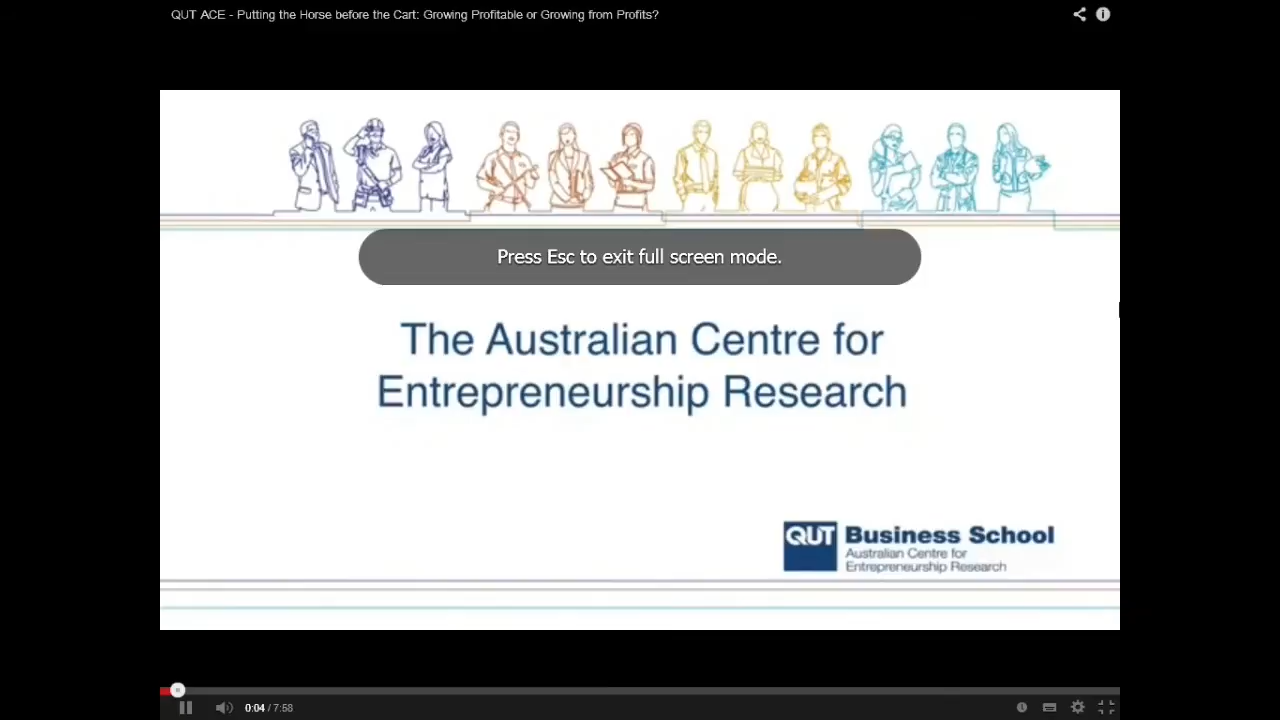 QUT ACE - Putting the Horse before the Cart: Growing Profitable or Growing from Profits?
Press Esc to exit full screen mode.
The Australian Centre for
Entrepreneurship Research
QUT Business School
Australian Centre for
Entrepreneurship Research
0:04 / 7:58